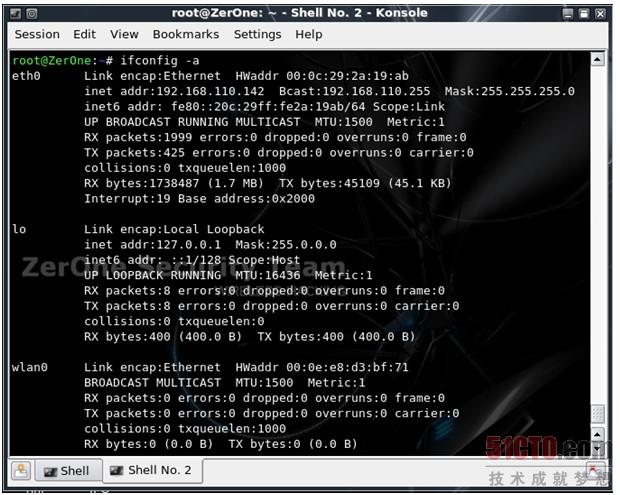 root@ZerOne: ~ - Shell No. 2 - Konsole
Session Edit View Bookmarks Settings Help
root@ZerOne:~# ifconfig -a
eth0 Link encap:Ethernet HWaddr 00:0c:29:2a:19:ab
inet addr:192.168.110.142 Bcast:192.168.110.255 Mask:255.255.255.0
inet6 addr: fe80::20c:29ff:fe2a:19ab/64 Scope:Link
UP BROADCAST RUNNING MULTICAST MTU:1500 Metric:1
RX packets:1999 errors:0 dropped:0 overruns:0 frame:0
TX packets:425 errors:0 dropped:0 overruns:0 carrier:0
collisions:0 txqueuelen:1000
RX bytes:1738487 (1.7 MB) TX bytes:45109 (45.1 KB)
Interrupt:19 Base address:0x2000
lo Link encap:Local Loopback
inet addr:127.0.0.1 Mask:255.0.0.0
inet6 addr: ::1/128 Scope:Host
ZerOne Security Team
UP LOOPBACK RUNNING MTU:16436 Metric:1
RX packets:8 errors:0 dropped:0 overruns:0 frame:0
TX packets:8 errors:0 dropped:0 overruns:0 carrier:0
collisions:0 txqueuelen:0
RX bytes:400 (400.0 B) TX bytes:400 (400.0 B)
wlan0 Link encap:Ethernet HWaddr 00:0e:e8:d3:bf:71
BROADCAST MULTICAST MTU:1500 Metric:1
RX packets:0 errors:0 dropped:0 overruns:0 frame:0
TX packets:0 errors:0 dropped:0 overruns:0 carrier:0
collisions:0 txqueuelen:1000
RX bytes:0 (0.0 B) TX bytes:0 (0.0 B)
Shell Shell No. 2
51CTO.com
技术成就梦想